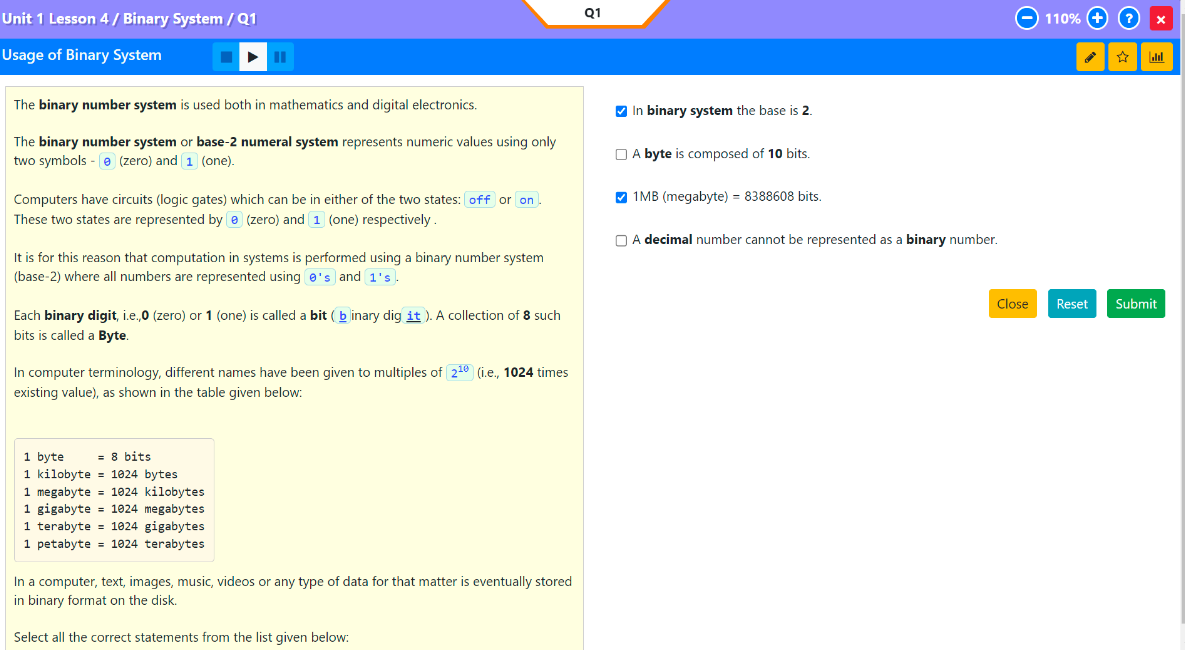 Q1
Unit 1 Lesson 4 / Binary System / Q1
110%
?
x
Usage of Binary System
The binary number system is used both in mathematics and digital electronics.
The binary number system or base-2 numeral system represents numeric values using only
two symbols - 0 (zero) and 1 (one).
Computers have circuits (logic gates) which can be in either of the two states: off or on.
These two states are represented by 0 (zero) and 1 (one) respectively .
It is for this reason that computation in systems is performed using a binary number system
(base-2) where all numbers are represented using 0's and 1's.
Each binary digit, i.e.,0 (zero) or 1 (one) is called a bit ( b inary dig it ). A collection of 8 such
bits is called a Byte.
In computer terminology, different names have been given to multiples of 2¹⁰ (i.e., 1024 times
existing value), as shown in the table given below:
1 byte = 8 bits
1 kilobyte = 1024 bytes
1 megabyte = 1024 kilobytes
1 gigabyte = 1024 megabytes
1 terabyte = 1024 gigabytes
1 petabyte = 1024 terabytes
In a computer, text, images, music, videos or any type of data for that matter is eventually stored
in binary format on the disk.
Select all the correct statements from the list given below:
In binary system the base is 2.
A byte is composed of 10 bits.
1MB (megabyte) = 8388608 bits.
A decimal number cannot be represented as a binary number.
Close Reset Submit